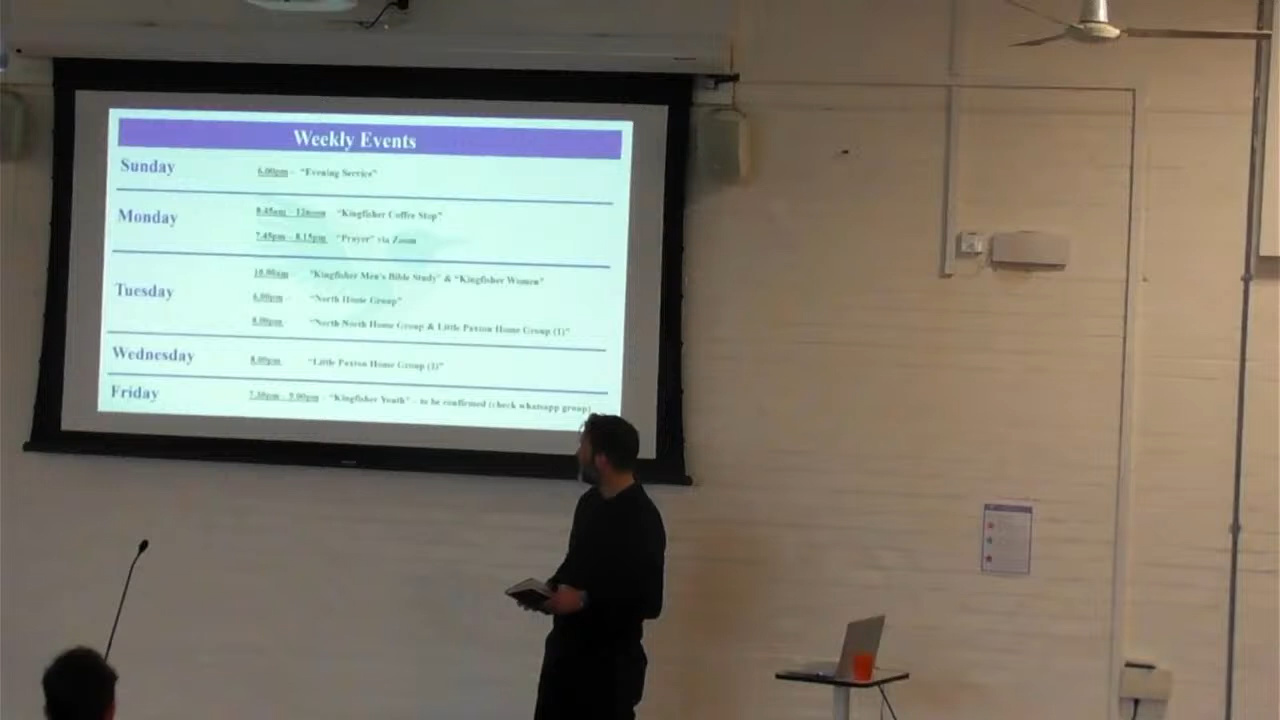 Weekly Events
Sunday
6.00pm - "Evening Service"
Monday
8.45am - 12noon "Kingfisher Coffee Stop"
7.45pm - 8.15pm "Prayer" via Zoom
Tuesday
10.00am "Kingfisher Men's Bible Study" & "Kingfisher Women"
6.00pm "North Home Group"
8.00pm "North North Home Group & Little Paxton Home Group (1)"
Wednesday
8.00pm "Little Paxton Home Group (2)"
Friday
7.30pm - 9.00pm - "Kingfisher Youth" - to be confirmed (check whatsapp group)